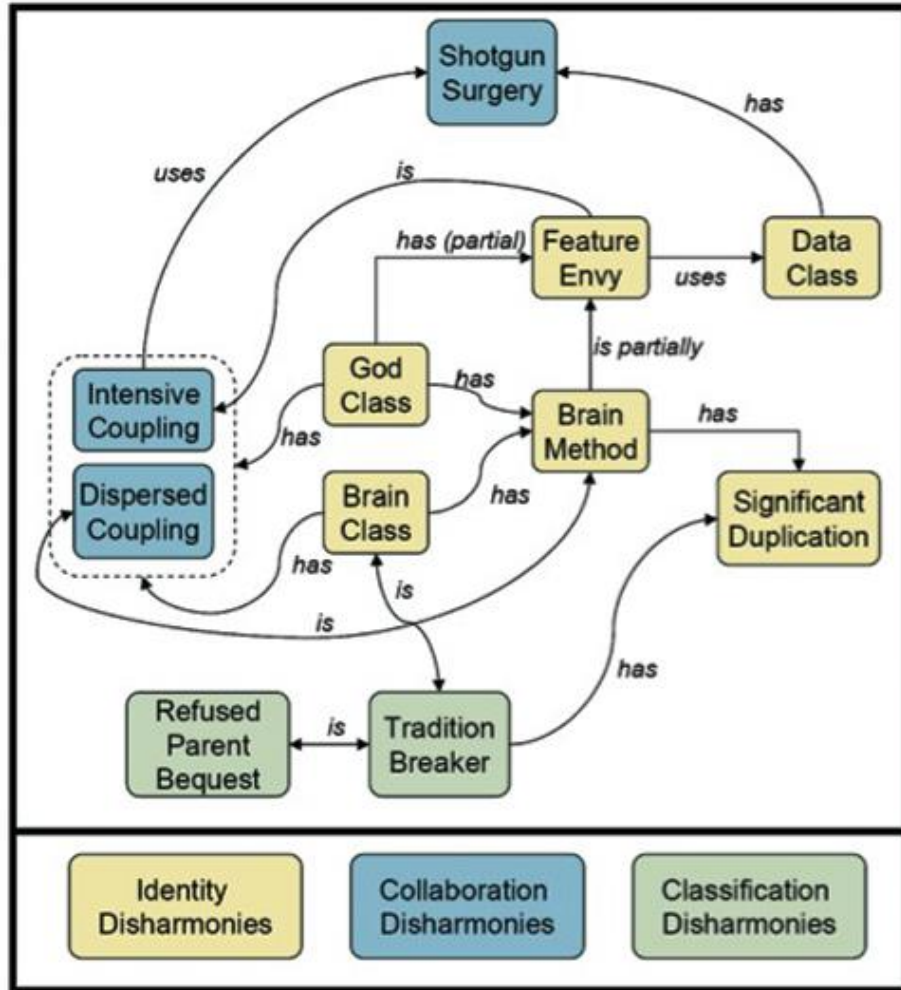 Shotgun
Surgery
has
uses
is
has (partial)
Feature
Envy
uses
Data
Class
is partially
God
Class
has
Intensive
Coupling
has
Brain
Method
has
Dispersed
Coupling
Brain
Class
has
has
Significant
Duplication
is
is
has
Refused
Parent
Bequest
is
Tradition
Breaker
Identity
Disharmonies
Collaboration
Disharmonies
Classification
Disharmonies